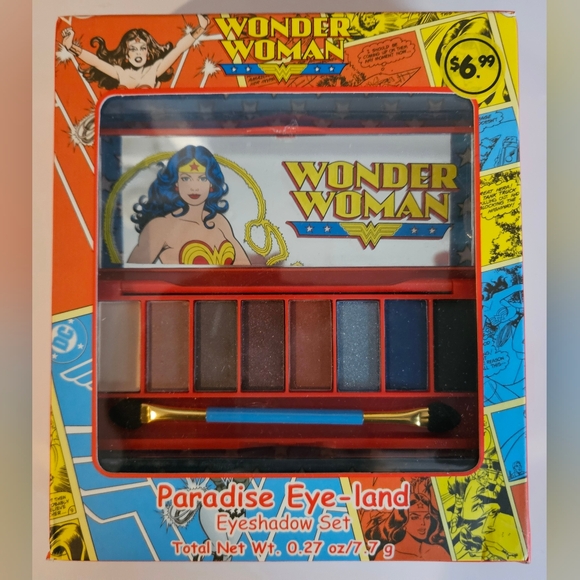 WONDER
WOMAN
$6.99
WONDER
WOMAN
DC
Paradise Eye-land
Eyeshadow Set
Total Net Wt. 0.27 oz/7.7 g